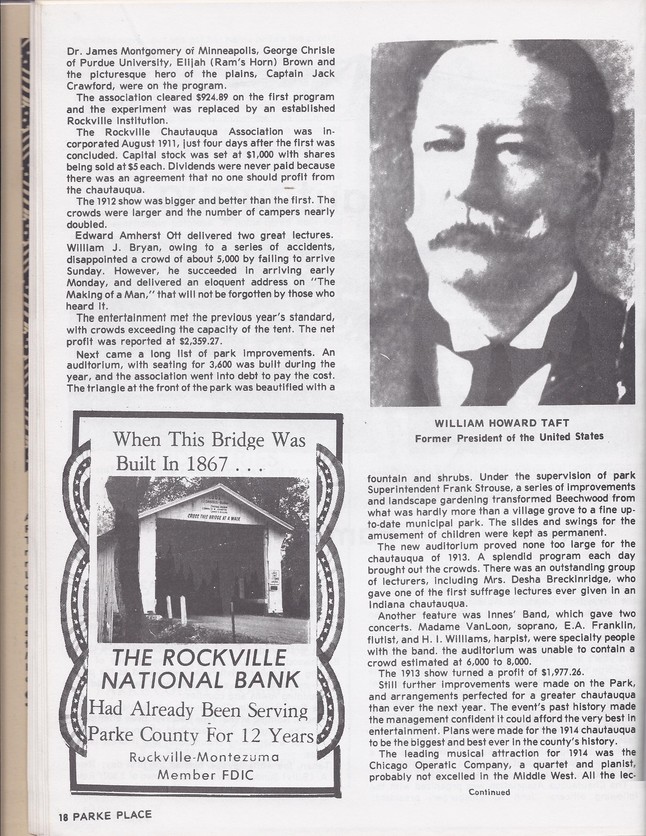 Dr. James Montgomery of Minneapolis, George Chrisle
of Purdue University, Elijah (Ram's Horn) Brown and
the picturesque hero of the plains, Captain Jack
Crawford, were on the program.
The association cleared $924.89 on the first program
and the experiment was replaced by an established
Rockville institution.
The Rockville Chautauqua Association was in-
corporated August 1911, just four days after the first was
concluded. Capital stock was set at $1,000 with shares
being sold at $5 each. Dividends were never paid because
there was an agreement that no one should profit from
the chautauqua.
The 1912 show was bigger and better than the first. The
crowds were larger and the number of campers nearly
doubled.
Edward Amherst Ott delivered two great lectures.
William J. Bryan, owing to a series of accidents,
disappointed a crowd of about 5,000 by failing to arrive
Sunday. However, he succeeded in arriving early
Monday, and delivered an eloquent address on "The
Making of a Man," that will not be forgotten by those who
heard it.
The entertainment met the previous year's standard,
with crowds exceeding the capacity of the tent. The net
profit was reported at $2,359.27.
Next came a long list of park improvements. An
auditorium, with seating for 3,600 was built during the
year, and the association went into debt to pay the cost.
The triangle at the front of the park was beautified with a
When This Bridge Was
Built In 1867 . . .
CROSS THIS BRIDGE AT A WALK
THE ROCKVILLE
NATIONAL BANK
Had Already Been Serving
Parke County For 12 Years
Rockville-Montezuma
Member FDIC
WILLIAM HOWARD TAFT
Former President of the United States
fountain and shrubs. Under the supervision of park
Superintendent Frank Strouse, a series of improvements
and landscape gardening transformed Beechwood from
what was hardly more than a village grove to a fine up-
to-date municipal park. The slides and swings for the
amusement of children were kept as permanent.
The new auditorium proved none too large for the
chautauqua of 1913. A splendid program each day
brought out the crowds. There was an outstanding group
of lecturers, including Mrs. Desha Breckinridge, who
gave one of the first suffrage lectures ever given in an
Indiana chautauqua.
Another feature was Innes' Band, which gave two
concerts. Madame VanLoon, soprano, E.A. Franklin,
flutist, and H. I. Williams, harpist, were specialty people
with the band. the auditorium was unable to contain a
crowd estimated at 6,000 to 8,000.
The 1913 show turned a profit of $1,977.26.
Still further improvements were made on the Park,
and arrangements perfected for a greater chautauqua
than ever the next year. The event's past history made
the management confident it could afford the very best in
entertainment. Plans were made for the 1914 chautauqua
to be the biggest and best ever in the county's history.
The leading musical attraction for 1914 was the
Chicago Operatic Company, a quartet and pianist,
probably not excelled in the Middle West. All the lec-
Continued
18 PARKE PLACE